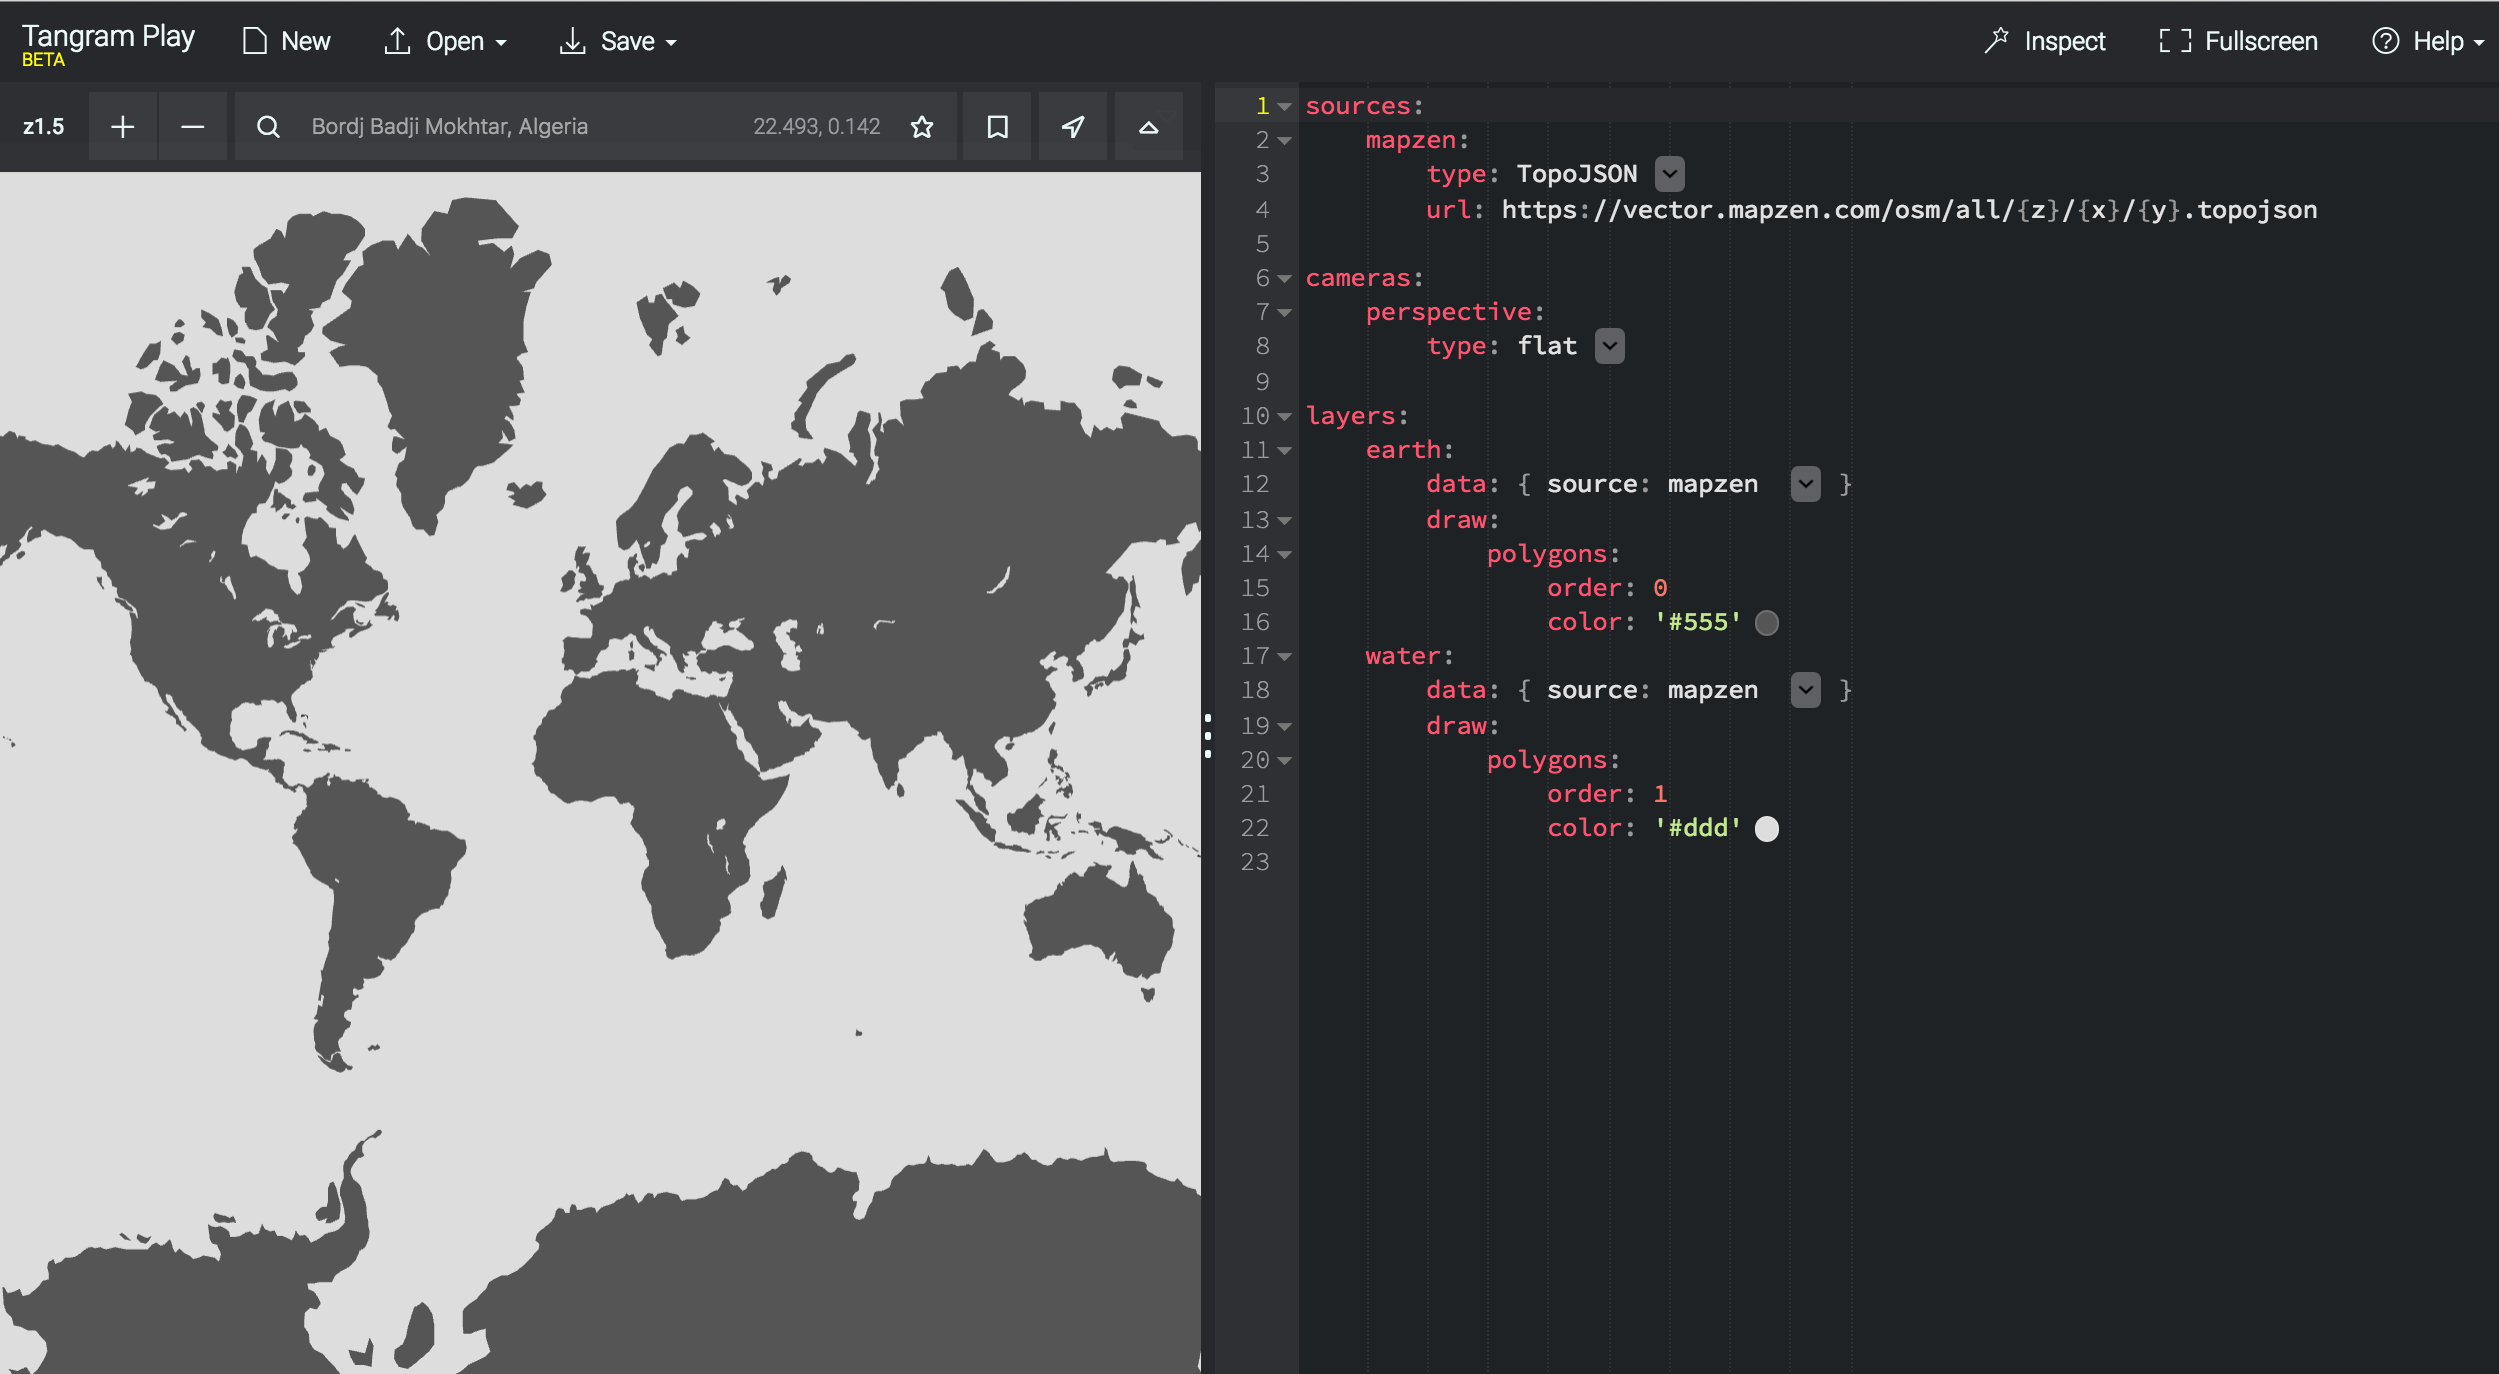 Tangram Play
BETA
New
Open
Save
Inspect
Fullscreen
Help
z1.5
Bordj Badji Mokhtar, Algeria
22.493, 0.142
1 sources:
2 mapzen:
3 type: TopoJSON
4 url: https://vector.mapzen.com/osm/all/{z}/{x}/{y}.topojson
5
6 cameras:
7 perspective:
8 type: flat
9
10 layers:
11 earth:
12 data: { source: mapzen }
13 draw:
14 polygons:
15 order: 0
16 color: '#555'
17 water:
18 data: { source: mapzen }
19 draw:
20 polygons:
21 order: 1
22 color: '#ddd'
23